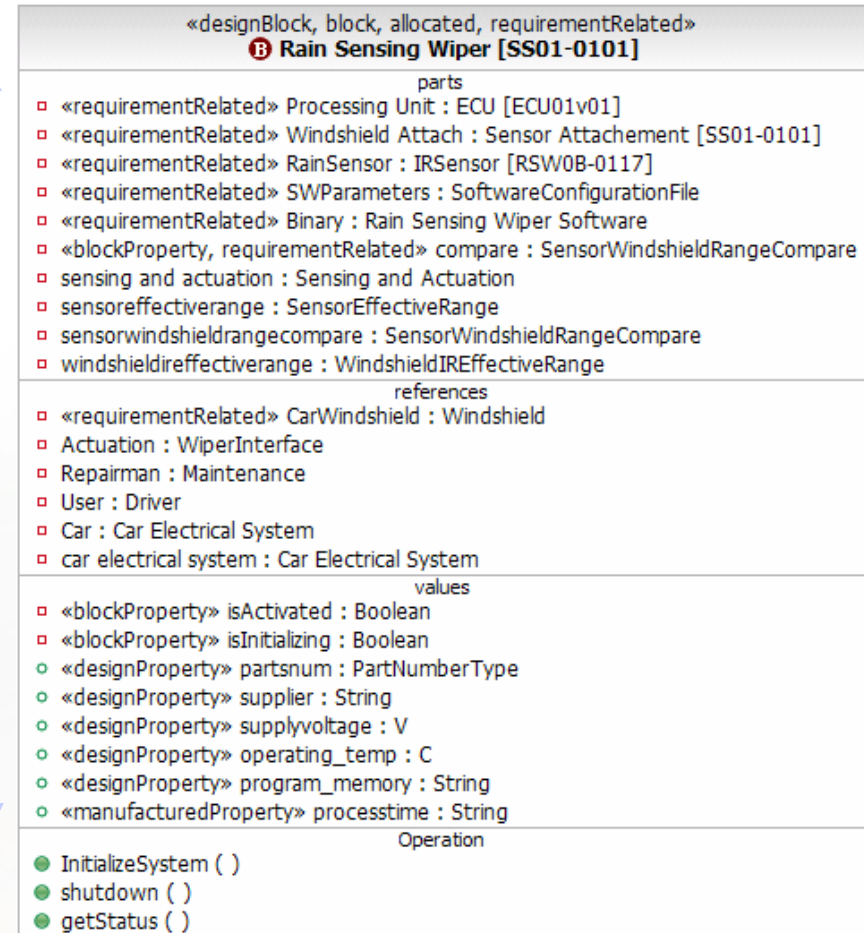 «designBlock, block, allocated, requirementRelated»
B Rain Sensing Wiper [SS01-0101]
parts
«requirementRelated» Processing Unit : ECU [ECU01v01]
«requirementRelated» Windshield Attach : Sensor Attachement [SS01-0101]
«requirementRelated» RainSensor : IRSensor [RSW0B-0117]
«requirementRelated» SWParameters : SoftwareConfigurationFile
«requirementRelated» Binary : Rain Sensing Wiper Software
«blockProperty, requirementRelated» compare : SensorWindshieldRangeCompare
sensing and actuation : Sensing and Actuation
sensoreffectiverange : SensorEffectiveRange
sensorwindshieldrangecompare : SensorWindshieldRangeCompare
windshieldireffectiverange : WindshieldIREffectiveRange
references
«requirementRelated» CarWindshield : Windshield
Actuation : WiperInterface
Repairman : Maintenance
User : Driver
Car : Car Electrical System
car electrical system : Car Electrical System
values
«blockProperty» isActivated : Boolean
«blockProperty» isInitializing : Boolean
«designProperty» partsnum : PartNumberType
«designProperty» supplier : String
«designProperty» supplyvoltage : V
«designProperty» operating_temp : C
«designProperty» program_memory : String
«manufacturedProperty» processtime : String
Operation
InitializeSystem ( )
shutdown ( )
getStatus ( )